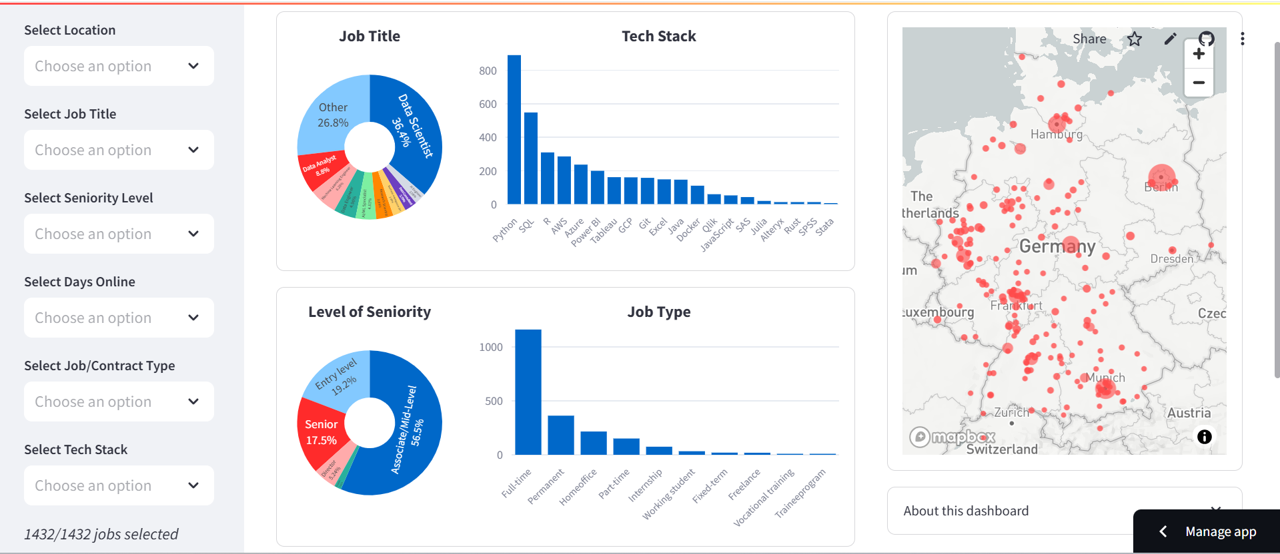 Select Location
Choose an option
Select Job Title
Choose an option
Select Seniority Level
Choose an option
Select Days Online
Choose an option
Select Job/Contract Type
Choose an option
Select Tech Stack
Choose an option
1432/1432 jobs selected
Job Title
Other
26.8%
Data Scientist
36.4%
Data Analyst
8.0%
Tech Stack
800
600
400
200
0
Python
SQL
R
AWS
Azure
Power BI
Tableau
GCP
Git
Excel
Java
Docker
Qlik
JavaScript
SAS
Julia
Alteryx
Rust
SPSS
Stata
Level of Seniority
Entry level
19.2%
Senior
17.5%
Associate/Mid-Level
56.5%
Director
Job Type
1000
500
0
Full-time
Permanent
Homeoffice
Part-time
Internship
Working student
Fixed-term
Freelance
Vocational training
Traineeprogram
Share
+
−
Hamburg
Berlin
The
therlands
Germany
Dresden
um
Frankfurt
uxembourg
Czec
Munich
Zurich
Austria
mapbox
Switzerland
About this dashboard
Manage app